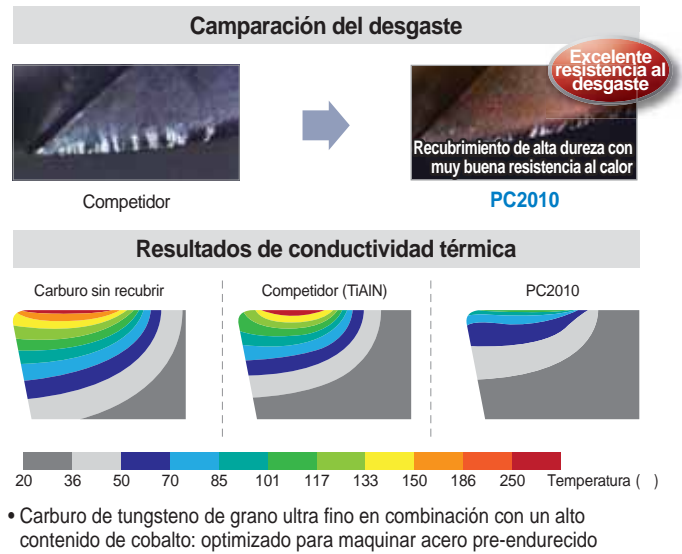 Camparación del desgaste
Excelente
resistencia al
desgaste
Recubrimiento de alta dureza con
muy buena resistencia al calor
Competidor
PC2010
Resultados de conductividad térmica
Carburo sin recubrir
Competidor (TiAIN)
PC2010
20 36 50 70 85 101 117 133 150 186 250 Temperatura ( )
• Carburo de tungsteno de grano ultra fino en combinación con un alto
contenido de cobalto: optimizado para maquinar acero pre-endurecido